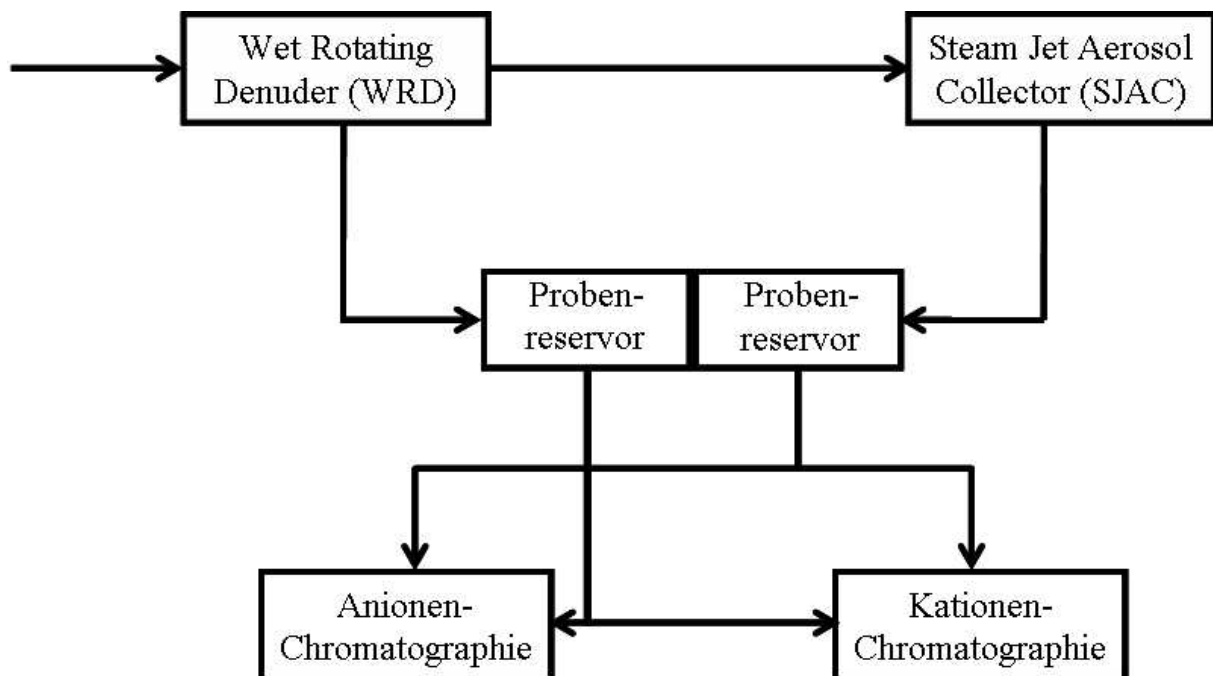 Wet Rotating
Denuder (WRD)
Steam Jet Aerosol
Collector (SJAC)
Proben-
reservor
Proben-
reservor
Anionen-
Chromatographie
Kationen-
Chromatographie